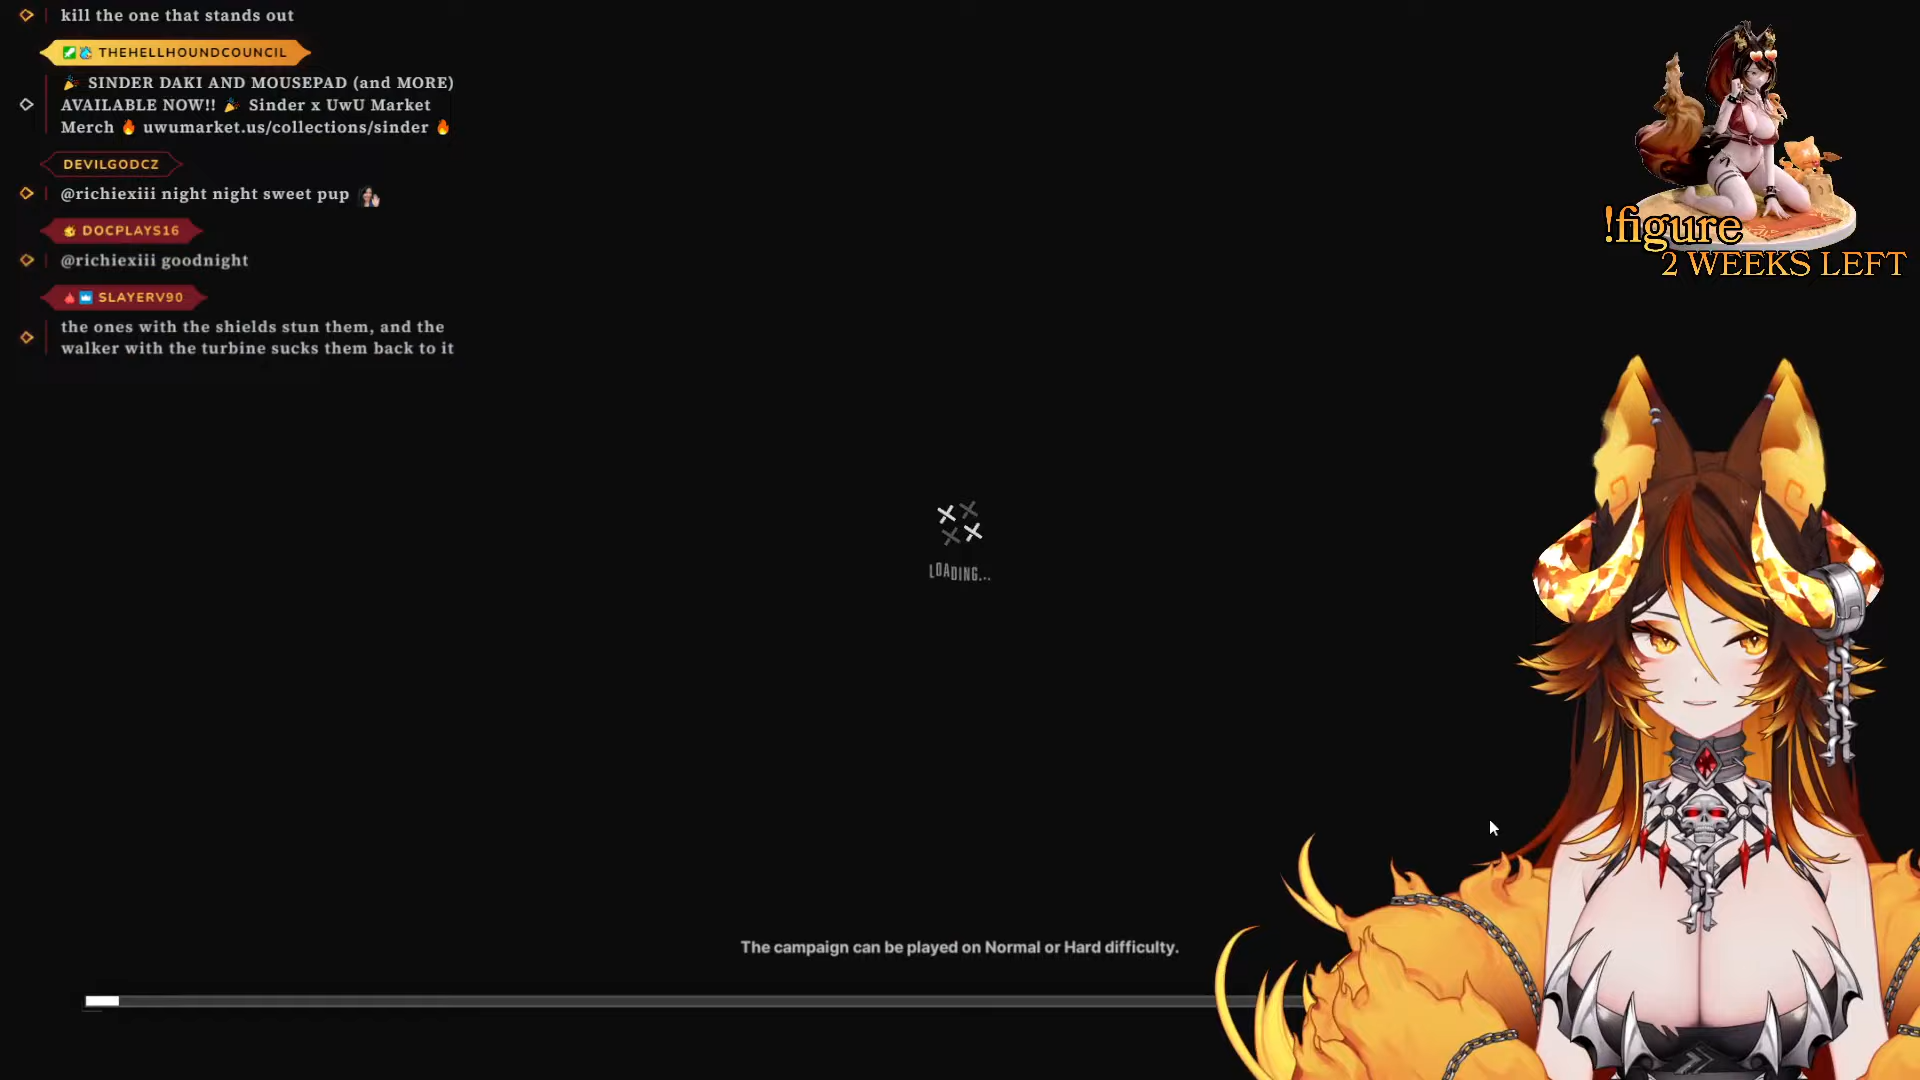 kill the one that stands out
THEHELLHOUNDCOUNCIL
SINDER DAKI AND MOUSEPAD (and MORE)
AVAILABLE NOW!! Sinder x UwU Market
Merch uwumarket.us/collections/sinder
DEVILGODCZ
@richiexiii night night sweet pup
DOCPLAYS16
@richiexiii goodnight
SLAYERV90
the ones with the shields stun them, and the
walker with the turbine sucks them back to it
!figure
2 WEEKS LEFT
LOADING...
The campaign can be played on Normal or Hard difficulty.